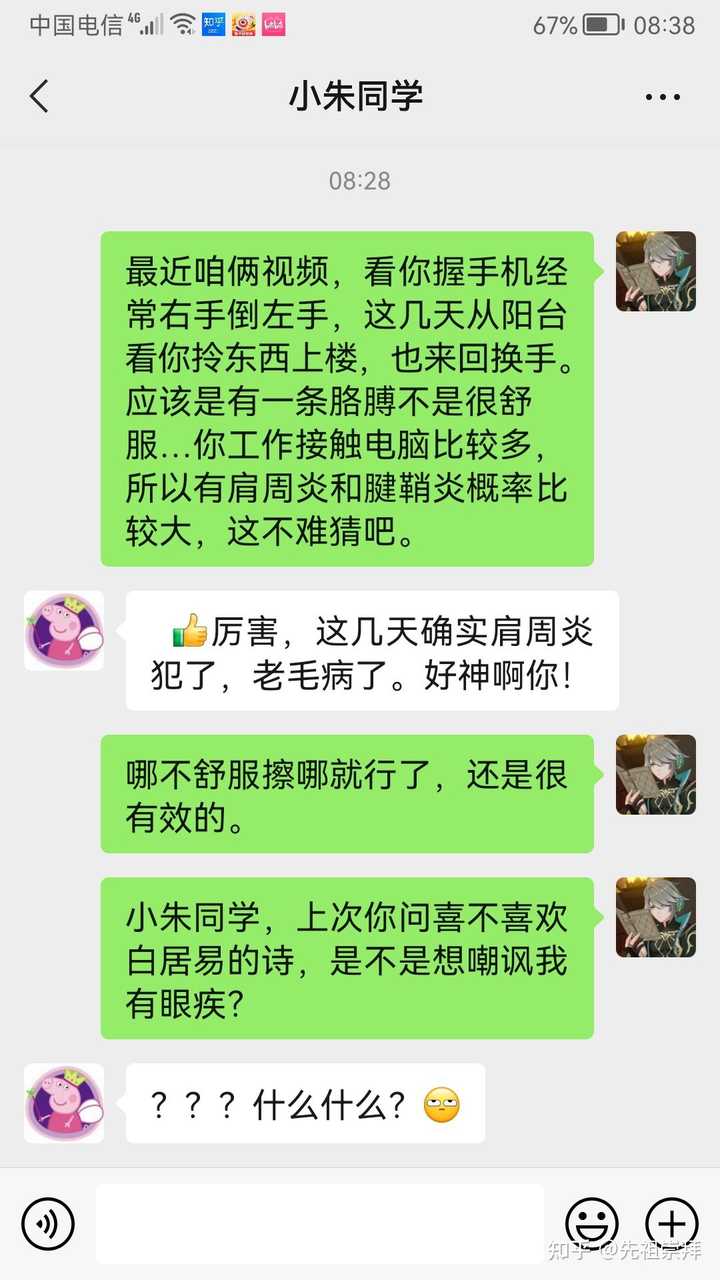 中国电信 4G 知乎 67% 08:38
小朱同学
08:28
最近咱俩视频，看你握手机经
常右手倒左手，这几天从阳台
看你拎东西上楼，也来回换手。
应该是有一条胳膊不是很舒
服...你工作接触电脑比较多，
所以有肩周炎和腱鞘炎概率比
较大，这不难猜吧。
👍厉害，这几天确实肩周炎
犯了，老毛病了。好神啊你！
哪不舒服擦哪就行了，还是很
有效的。
小朱同学，上次你问喜不喜欢
白居易的诗，是不是想嘲讽我
有眼疾？
？？？什么什么？🙄
知乎 @先祖崇拜